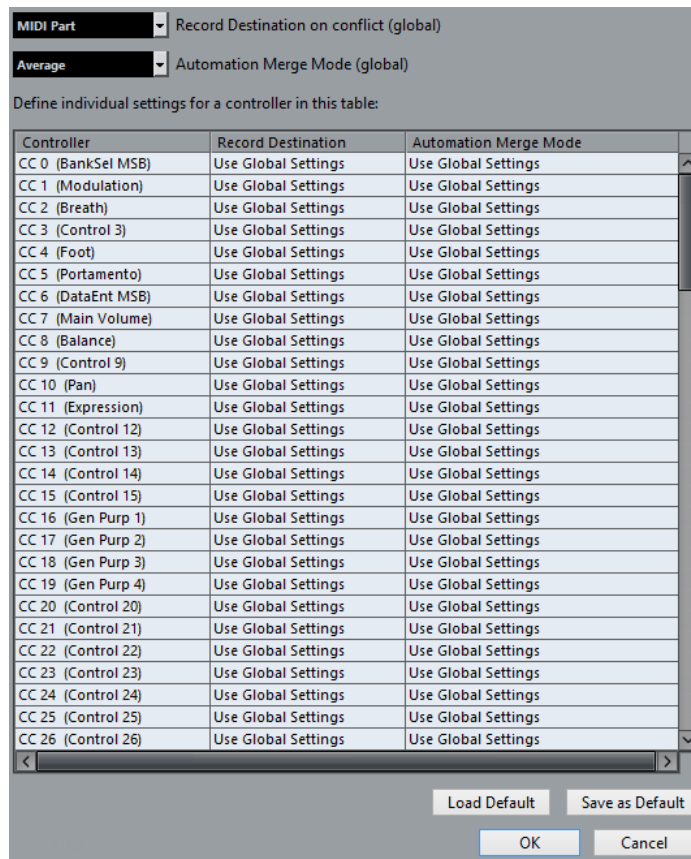 MIDI Part Record Destination on conflict (global)
Average Automation Merge Mode (global)
Define individual settings for a controller in this table:
Controller Record Destination Automation Merge Mode
CC 0 (BankSel MSB) Use Global Settings Use Global Settings
CC 1 (Modulation) Use Global Settings Use Global Settings
CC 2 (Breath) Use Global Settings Use Global Settings
CC 3 (Control 3) Use Global Settings Use Global Settings
CC 4 (Foot) Use Global Settings Use Global Settings
CC 5 (Portamento) Use Global Settings Use Global Settings
CC 6 (DataEnt MSB) Use Global Settings Use Global Settings
CC 7 (Main Volume) Use Global Settings Use Global Settings
CC 8 (Balance) Use Global Settings Use Global Settings
CC 9 (Control 9) Use Global Settings Use Global Settings
CC 10 (Pan) Use Global Settings Use Global Settings
CC 11 (Expression) Use Global Settings Use Global Settings
CC 12 (Control 12) Use Global Settings Use Global Settings
CC 13 (Control 13) Use Global Settings Use Global Settings
CC 14 (Control 14) Use Global Settings Use Global Settings
CC 15 (Control 15) Use Global Settings Use Global Settings
CC 16 (Gen Purp 1) Use Global Settings Use Global Settings
CC 17 (Gen Purp 2) Use Global Settings Use Global Settings
CC 18 (Gen Purp 3) Use Global Settings Use Global Settings
CC 19 (Gen Purp 4) Use Global Settings Use Global Settings
CC 20 (Control 20) Use Global Settings Use Global Settings
CC 21 (Control 21) Use Global Settings Use Global Settings
CC 22 (Control 22) Use Global Settings Use Global Settings
CC 23 (Control 23) Use Global Settings Use Global Settings
CC 24 (Control 24) Use Global Settings Use Global Settings
CC 25 (Control 25) Use Global Settings Use Global Settings
CC 26 (Control 26) Use Global Settings Use Global Settings
Load Default Save as Default
OK Cancel